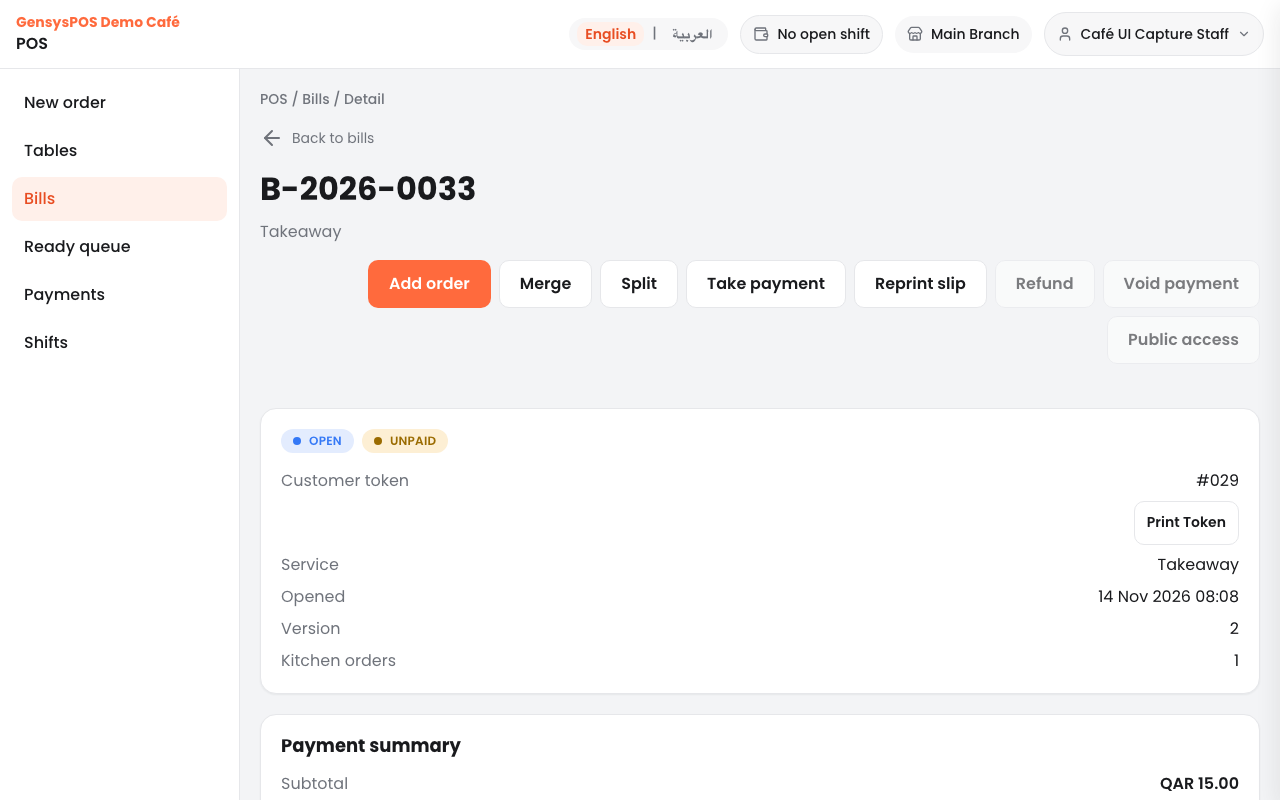 GensysPOS Demo Café
POS
English | العربية
No open shift
Main Branch
Café UI Capture Staff
New order
Tables
Bills
Ready queue
Payments
Shifts
POS / Bills / Detail
Back to bills
B-2026-0033
Takeaway
Add order
Merge
Split
Take payment
Reprint slip
Refund
Void payment
Public access
OPEN
UNPAID
Customer token #029
Print Token
Service Takeaway
Opened 14 Nov 2026 08:08
Version 2
Kitchen orders 1
Payment summary
Subtotal QAR 15.00